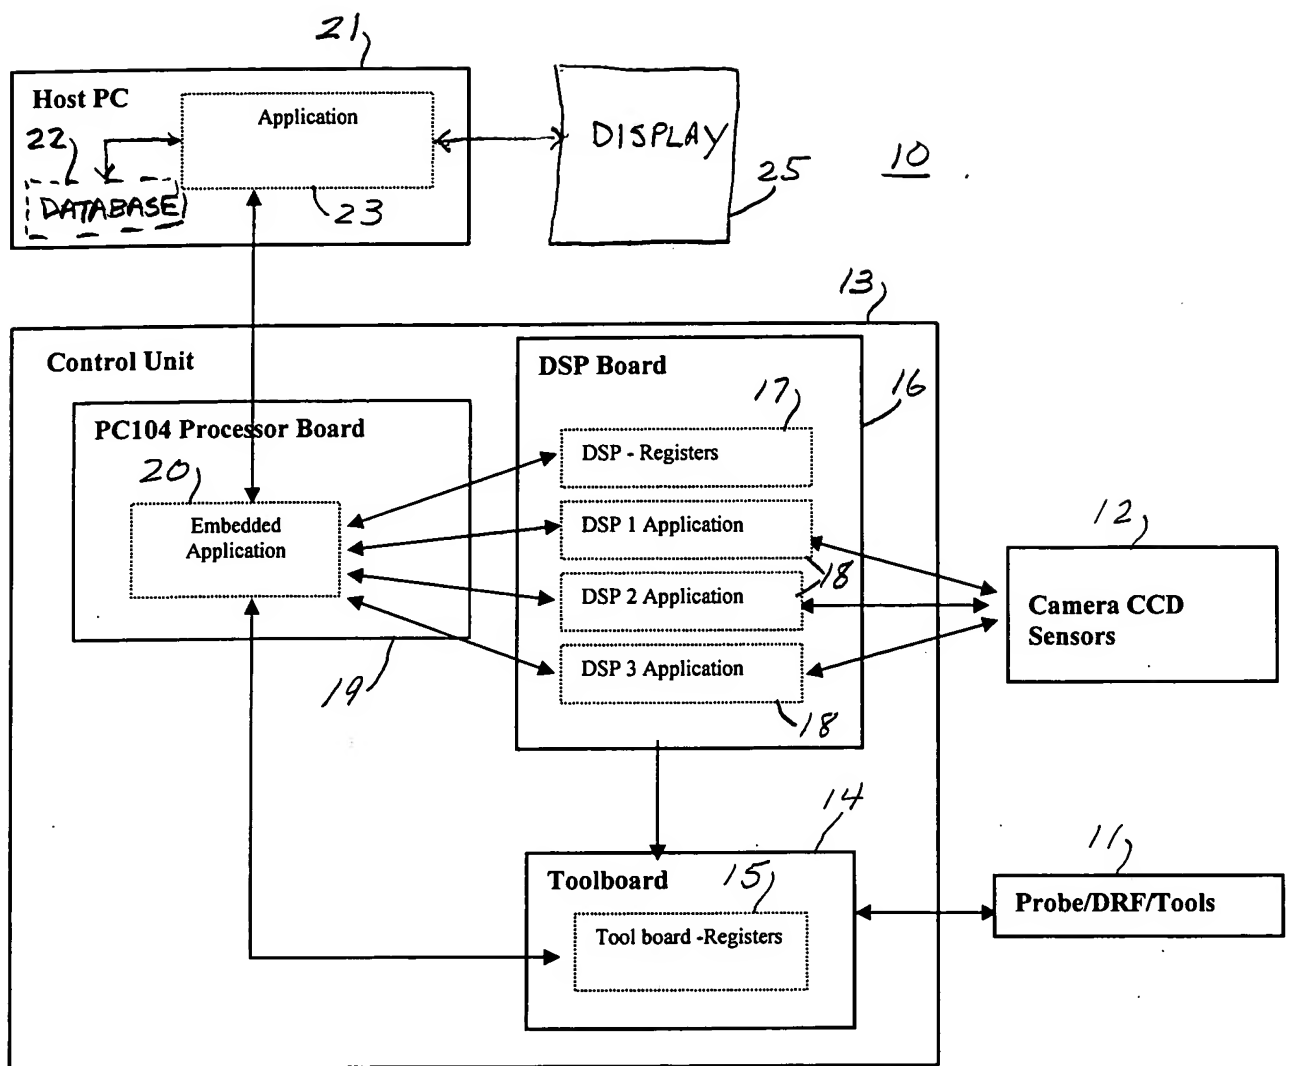 21
Host PC
Application
22
DATABASE
23
DISPLAY
25
10
13
Control Unit
DSP Board
17
16
PC104 Processor Board
20
DSP - Registers
Embedded
Application
DSP 1 Application
18
DSP 2 Application
12
Camera CCD
Sensors
DSP 3 Application
19
18
14
Toolboard
15
Tool board -Registers
11
Probe/DRF/Tools